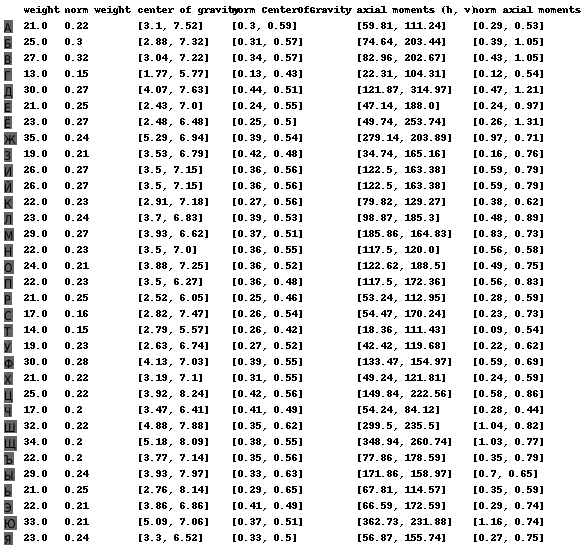 weight norm weight center of gravity norm CenterOfGravity axial moments (h, v) norm axial moments
А 21.0 0.22 [3.1, 7.52] [0.3, 0.59] [59.81, 111.24] [0.29, 0.53]
Б 25.0 0.3 [2.88, 7.32] [0.31, 0.57] [74.64, 203.44] [0.39, 1.05]
В 27.0 0.32 [3.04, 7.22] [0.34, 0.57] [82.96, 202.67] [0.43, 1.05]
Г 13.0 0.15 [1.77, 5.77] [0.13, 0.43] [22.31, 104.31] [0.12, 0.54]
Д 30.0 0.27 [4.07, 7.63] [0.44, 0.51] [121.87, 314.97] [0.47, 1.21]
Е 21.0 0.25 [2.43, 7.0] [0.24, 0.55] [47.14, 188.0] [0.24, 0.97]
Ё 23.0 0.27 [2.48, 6.48] [0.25, 0.5] [49.74, 253.74] [0.26, 1.31]
Ж 35.0 0.24 [5.29, 6.94] [0.39, 0.54] [279.14, 203.89] [0.97, 0.71]
З 19.0 0.21 [3.53, 6.79] [0.42, 0.48] [34.74, 165.16] [0.16, 0.76]
И 26.0 0.27 [3.5, 7.15] [0.36, 0.56] [122.5, 163.38] [0.59, 0.79]
Й 26.0 0.27 [3.5, 7.15] [0.36, 0.56] [122.5, 163.38] [0.59, 0.79]
К 22.0 0.23 [2.91, 7.18] [0.27, 0.56] [79.82, 129.27] [0.38, 0.62]
Л 23.0 0.24 [3.7, 6.83] [0.39, 0.53] [98.87, 185.3] [0.48, 0.89]
М 29.0 0.27 [3.93, 6.62] [0.37, 0.51] [185.86, 164.83] [0.83, 0.73]
Н 22.0 0.23 [3.5, 7.0] [0.36, 0.55] [117.5, 120.0] [0.56, 0.58]
О 24.0 0.21 [3.88, 7.25] [0.36, 0.52] [122.62, 188.5] [0.49, 0.75]
П 22.0 0.23 [3.5, 6.27] [0.36, 0.48] [117.5, 172.36] [0.56, 0.83]
Р 21.0 0.25 [2.52, 6.05] [0.25, 0.46] [53.24, 112.95] [0.28, 0.59]
С 17.0 0.16 [2.82, 7.47] [0.26, 0.54] [54.47, 170.24] [0.23, 0.73]
Т 14.0 0.15 [2.79, 5.57] [0.26, 0.42] [18.36, 111.43] [0.09, 0.54]
У 19.0 0.23 [2.63, 6.74] [0.27, 0.52] [42.42, 119.68] [0.22, 0.62]
Ф 30.0 0.28 [4.13, 7.03] [0.39, 0.55] [133.47, 154.97] [0.59, 0.69]
Х 21.0 0.22 [3.19, 7.1] [0.31, 0.55] [49.24, 121.81] [0.24, 0.59]
Ц 25.0 0.22 [3.92, 8.24] [0.42, 0.56] [149.84, 222.56] [0.58, 0.86]
Ч 17.0 0.2 [3.47, 6.41] [0.41, 0.49] [54.24, 84.12] [0.28, 0.44]
Ш 32.0 0.22 [4.88, 7.88] [0.35, 0.62] [299.5, 235.5] [1.04, 0.82]
Щ 34.0 0.2 [5.18, 8.09] [0.38, 0.55] [348.94, 260.74] [1.03, 0.77]
Ъ 22.0 0.2 [3.77, 7.14] [0.35, 0.56] [77.86, 178.59] [0.35, 0.79]
Ы 29.0 0.24 [3.93, 7.97] [0.33, 0.63] [171.86, 158.97] [0.7, 0.65]
Ь 21.0 0.25 [2.76, 8.14] [0.29, 0.65] [67.81, 114.57] [0.35, 0.59]
Э 22.0 0.21 [3.86, 6.86] [0.41, 0.49] [66.59, 172.59] [0.29, 0.74]
Ю 33.0 0.21 [5.09, 7.06] [0.37, 0.51] [362.73, 231.88] [1.16, 0.74]
Я 23.0 0.24 [3.3, 6.52] [0.33, 0.5] [56.87, 155.74] [0.27, 0.75]